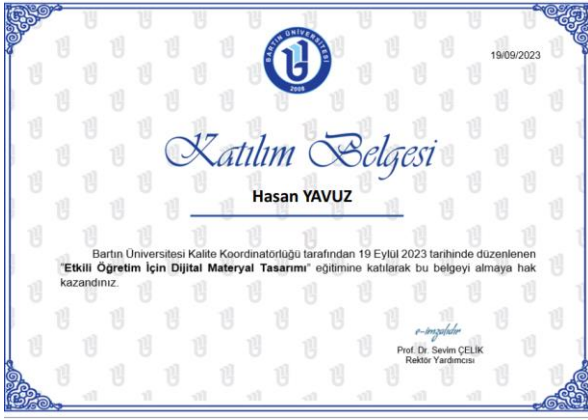 BARTIN ÜNİVERSİTESİ
2008
19/09/2023
Katılım Belgesi
Hasan YAVUZ
Bartın Üniversitesi Kalite Koordinatörlüğü tarafından 19 Eylül 2023 tarihinde düzenlenen
"Etkili Öğretim İçin Dijital Materyal Tasarımı" eğitimine katılarak bu belgeyi almaya hak
kazandınız.
e-imzalıdır
Prof. Dr. Sevim ÇELİK
Rektör Yardımcısı